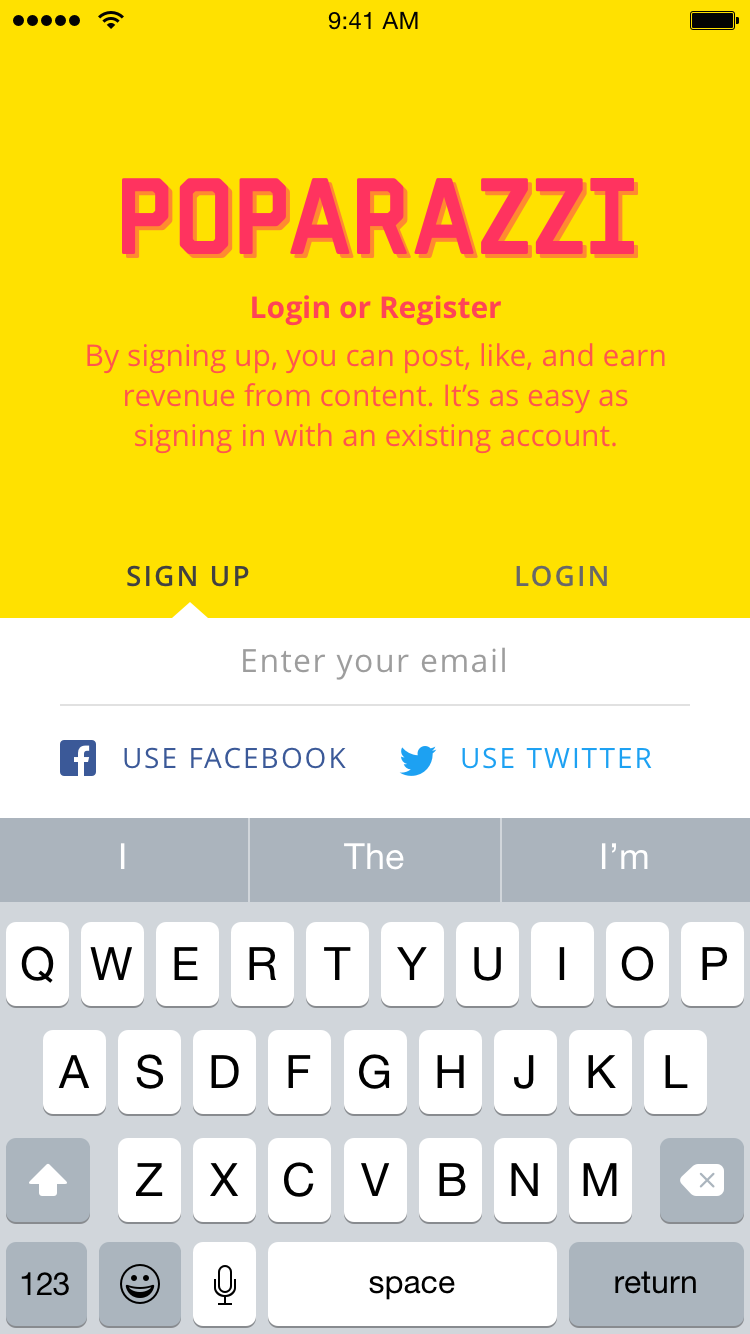 9:41 AM
POPARAZZI
Login or Register
By signing up, you can post, like, and earn
revenue from content. It’s as easy as
signing in with an existing account.
SIGN UP LOGIN
Enter your email
USE FACEBOOK USE TWITTER
I The I’m
Q W E R T Y U I O P
A S D F G H J K L
Z X C V B N M
123 space return